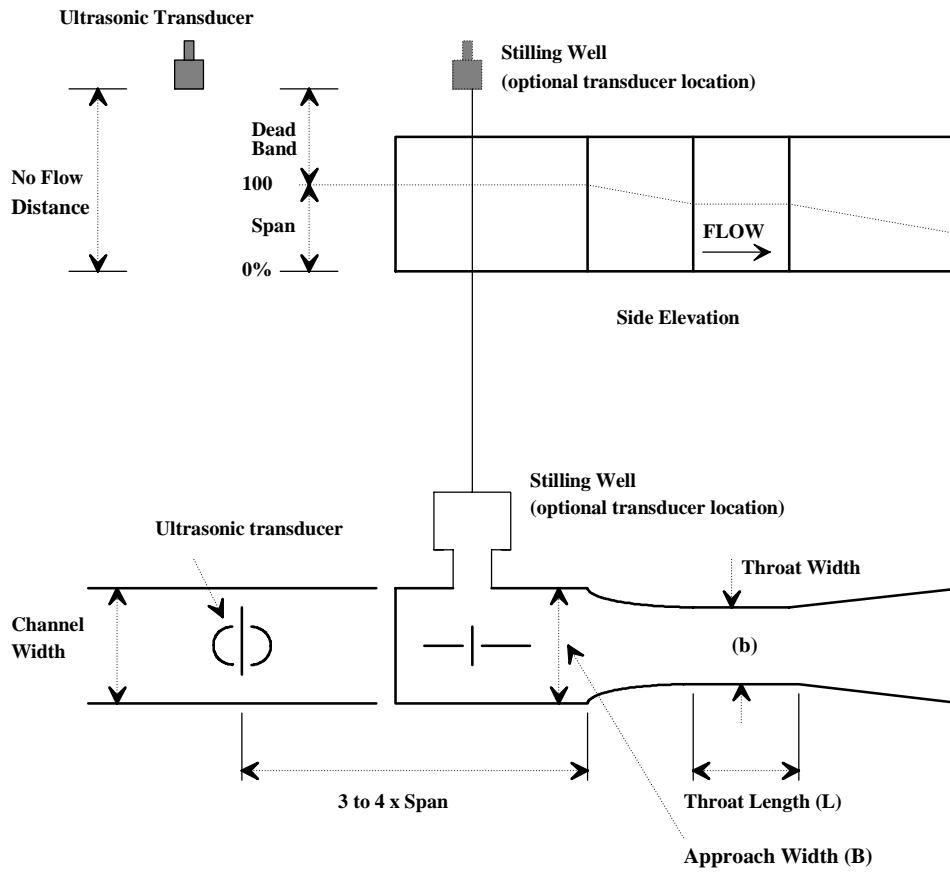 Ultrasonic Transducer
Stilling Well
(optional transducer location)
Dead
Band
No Flow
Distance
100
Span
FLOW
0%
Side Elevation
Stilling Well
(optional transducer location)
Ultrasonic transducer
Throat Width
Channel
Width
(b)
3 to 4 x Span
Throat Length (L)
Approach Width (B)